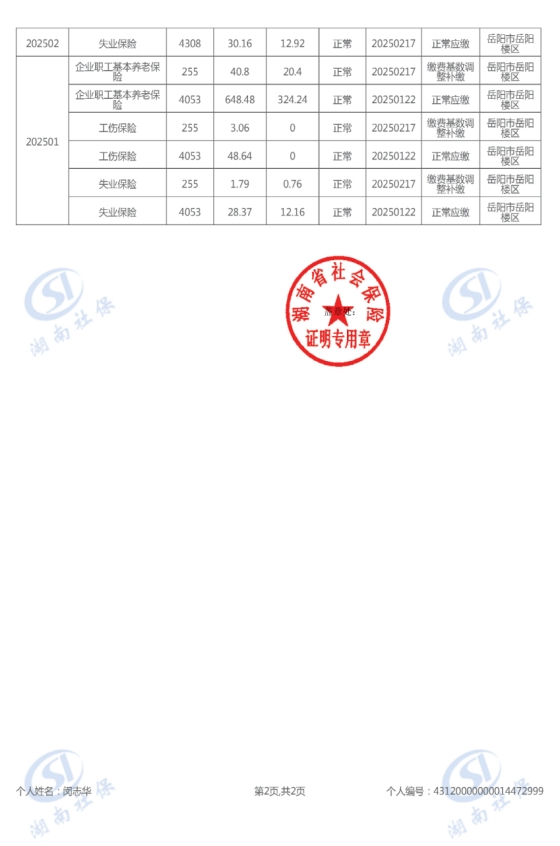 202502 失业保险 4308 30.16 12.92 正常 20250217 正常应缴 岳阳市岳阳楼区
202501 企业职工基本养老保险 255 40.8 20.4 正常 20250217 缴费基数调整补缴 岳阳市岳阳楼区
企业职工基本养老保险 4053 648.48 324.24 正常 20250122 正常应缴 岳阳市岳阳楼区
工伤保险 255 3.06 0 正常 20250217 缴费基数调整补缴 岳阳市岳阳楼区
工伤保险 4053 48.64 0 正常 20250122 正常应缴 岳阳市岳阳楼区
失业保险 255 1.79 0.76 正常 20250217 缴费基数调整补缴 岳阳市岳阳楼区
失业保险 4053 28.37 12.16 正常 20250122 正常应缴 岳阳市岳阳楼区
湖南省社会保险
证明专用章
湖南社保
湖南社保
湖南社保
湖南社保
个人姓名：闵志华 第2页,共2页 个人编号：43120000000014472999